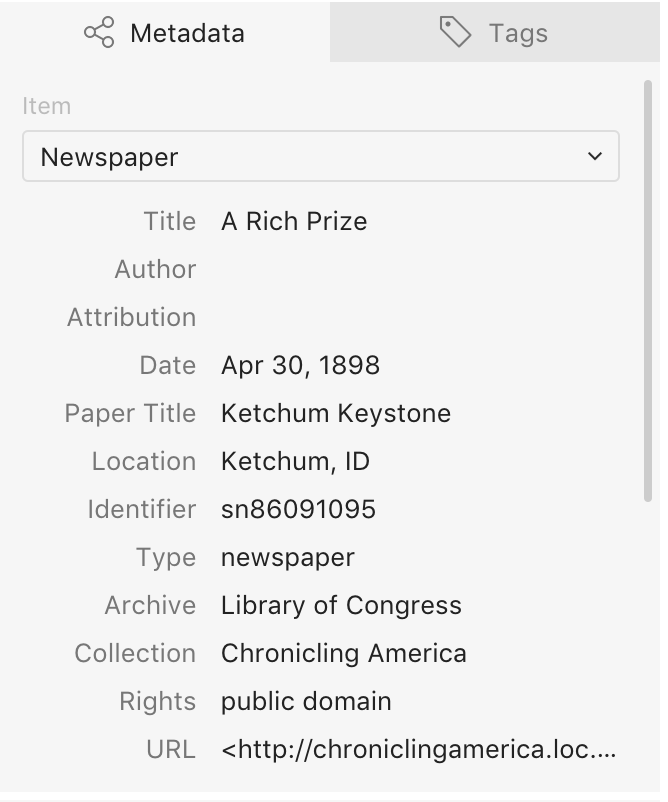 Metadata Tags
Item
Newspaper
Title A Rich Prize
Author
Attribution
Date Apr 30, 1898
Paper Title Ketchum Keystone
Location Ketchum, ID
Identifier sn86091095
Type newspaper
Archive Library of Congress
Collection Chronicling America
Rights public domain
URL <http://chroniclingamerica.loc.…